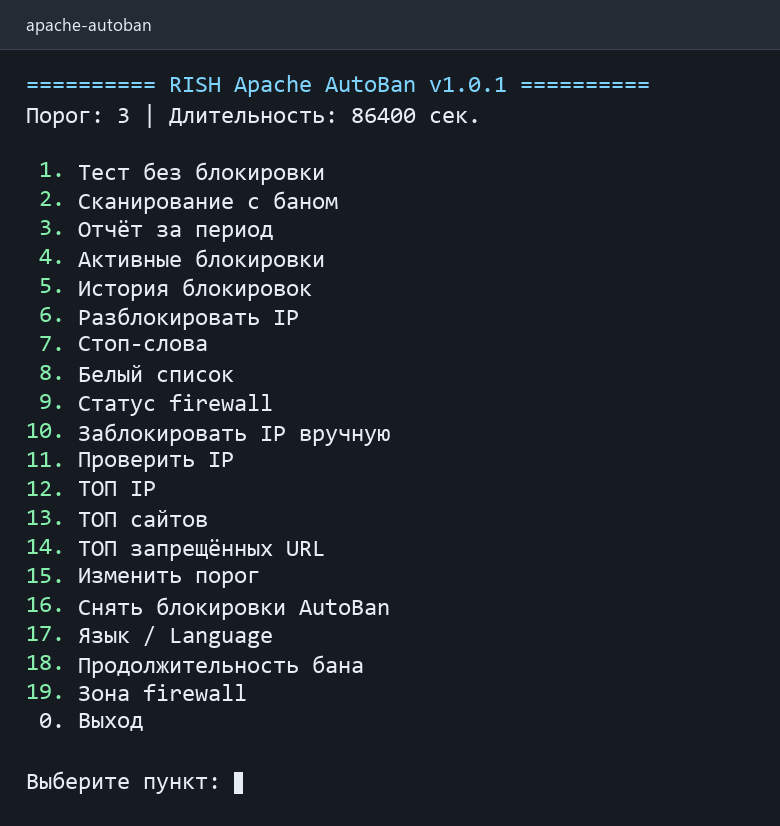 apache-autoban
========== RISH Apache AutoBan v1.0.1 ==========
Порог: 3 | Длительность: 86400 сек.
1. Тест без блокировки
2. Сканирование с баном
3. Отчёт за период
4. Активные блокировки
5. История блокировок
6. Разблокировать IP
7. Стоп-слова
8. Белый список
9. Статус firewall
10. Заблокировать IP вручную
11. Проверить IP
12. ТОП IP
13. ТОП сайтов
14. ТОП запрещённых URL
15. Изменить порог
16. Снять блокировки AutoBan
17. Язык / Language
18. Продолжительность бана
19. Зона firewall
0. Выход
Выберите пункт: